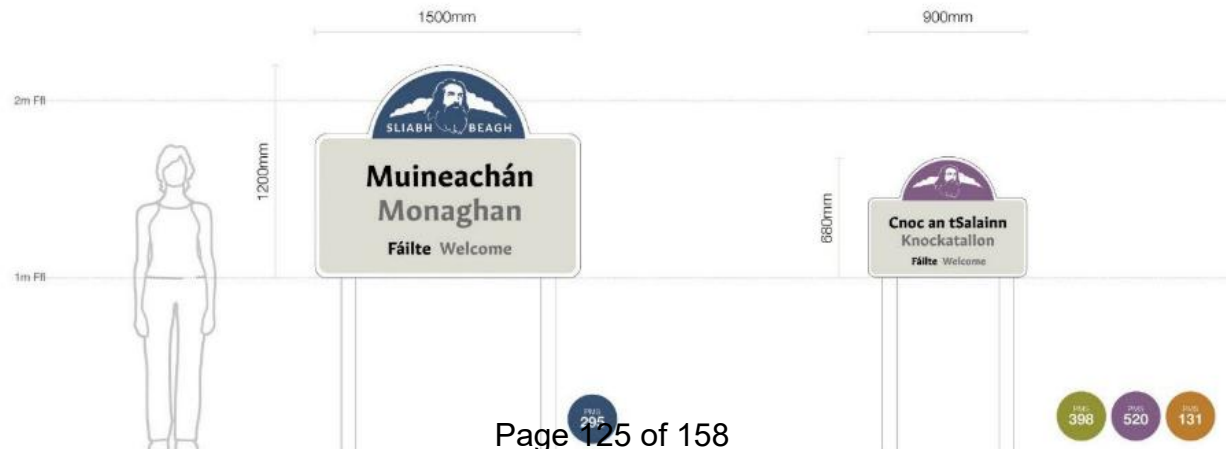 1500mm
900mm
2m Ffl
1200mm
SLIABH BEAGH
Muineachán
Monaghan
Fáilte Welcome
680mm
Cnoc an tSalainn
Knockatallon
Fáilte Welcome
1m Ffl
PMS
295
PMS
398
PMS
520
PMS
131
Page 125 of 158